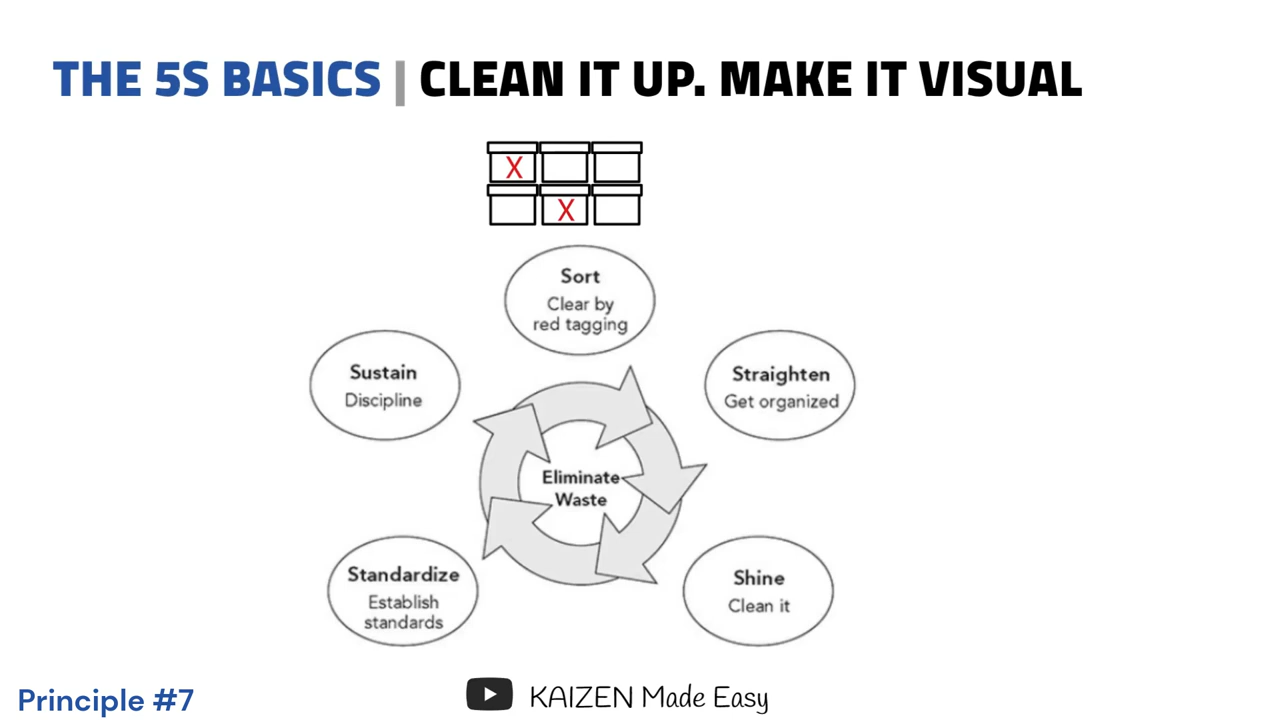 THE 5S BASICS | CLEAN IT UP. MAKE IT VISUAL
X
X
Sort
Clear by
red tagging
Straighten
Get organized
Shine
Clean it
Standardize
Establish
standards
Sustain
Discipline
Eliminate
Waste
Principle #7
KAIZEN Made Easy